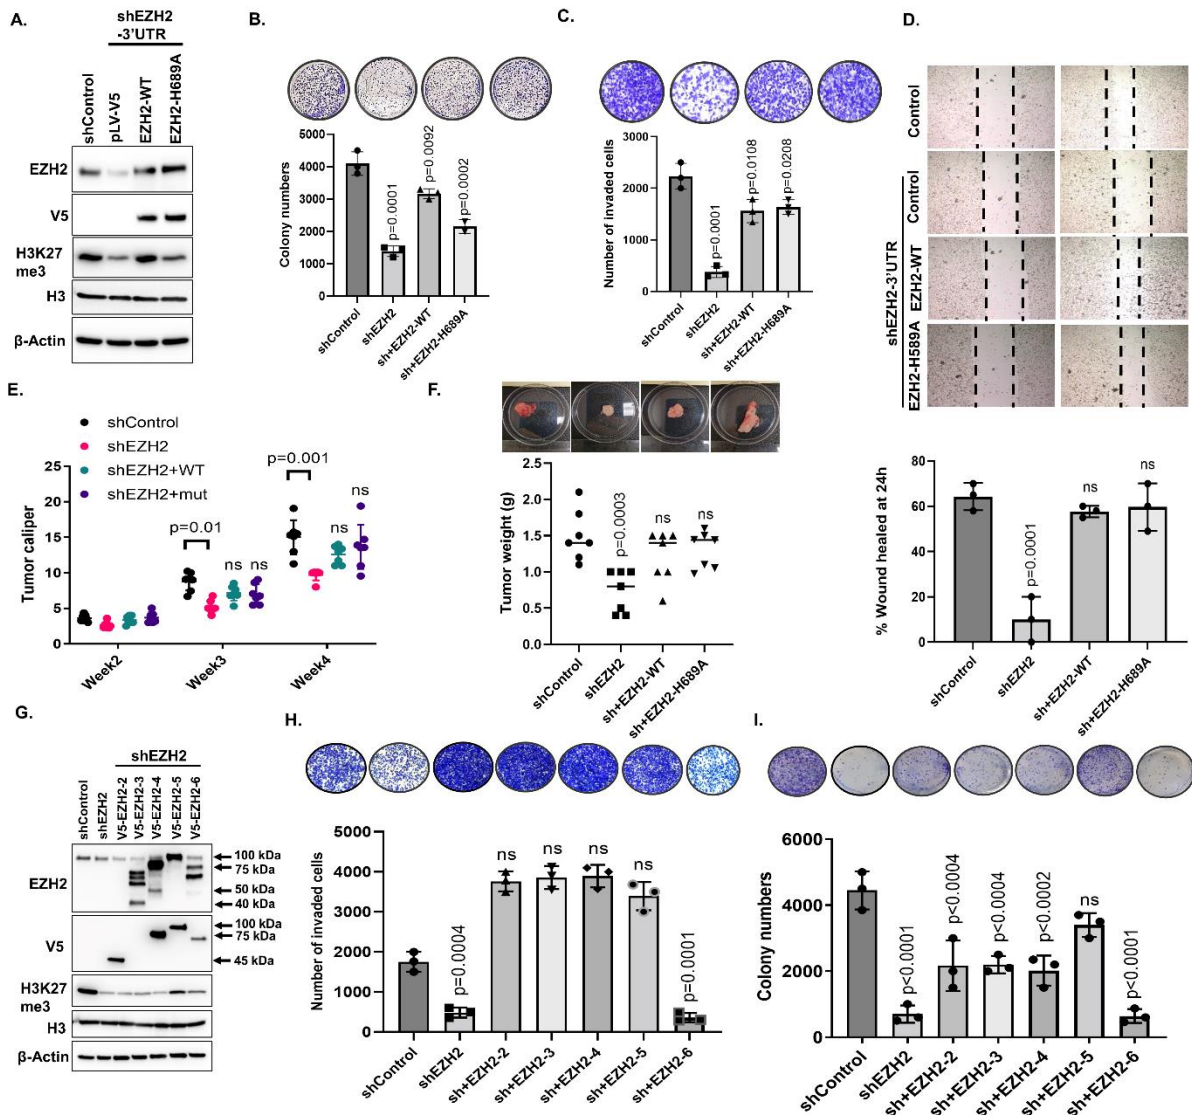 A.
shEZH2
-3'UTR
shControl
pLV-V5
EZH2-WT
EZH2-H689A
EZH2
V5
H3K27
me3
H3
β-Actin
B.
Colony numbers
5000
4000
3000
2000
1000
0
p=0.0001
p=0.0092
p=0.0002
shControl
shEZH2
sh+EZH2-WT
sh+EZH2-H689A
C.
Number of invaded cells
3000
2000
1000
0
p=0.0001
p=0.0108
p=0.0208
shControl
shEZH2
sh+EZH2-WT
sh+EZH2-H689A
D.
Control
Control
EZH2-WT
EZH2-H589A
shEZH2-3'UTR
% Wound healed at 24h
80
60
40
20
0
p=0.0001
ns
ns
shControl
shEZH2
sh+EZH2-WT
sh+EZH2-H689A
E.
shControl
shEZH2
shEZH2+WT
shEZH2+mut
Tumor caliper
25
20
15
10
5
0
p=0.01
ns
ns
p=0.001
ns
ns
Week2
Week3
Week4
F.
Tumor weight (g)
2.5
2.0
1.5
1.0
0.5
0.0
p=0.0003
ns
ns
shControl
shEZH2
sh+EZH2-WT
sh+EZH2-H689A
G.
shEZH2
shControl
shEZH2
V5-EZH2-2
V5-EZH2-3
V5-EZH2-4
V5-EZH2-5
V5-EZH2-6
EZH2
100 kDa
75 kDa
50 kDa
40 kDa
V5
100 kDa
75 kDa
45 kDa
H3K27
me3
H3
β-Actin
H.
Number of invaded cells
5000
4000
3000
2000
1000
0
p=0.0004
ns
ns
ns
ns
p=0.0001
shControl
shEZH2
sh+EZH2-2
sh+EZH2-3
sh+EZH2-4
sh+EZH2-5
sh+EZH2-6
I.
Colony numbers
6000
4000
2000
0
p<0.0001
p<0.0004
p<0.0004
p<0.0002
ns
p<0.0001
shControl
shEZH2
sh+EZH2-2
sh+EZH2-3
sh+EZH2-4
sh+EZH2-5
sh+EZH2-6